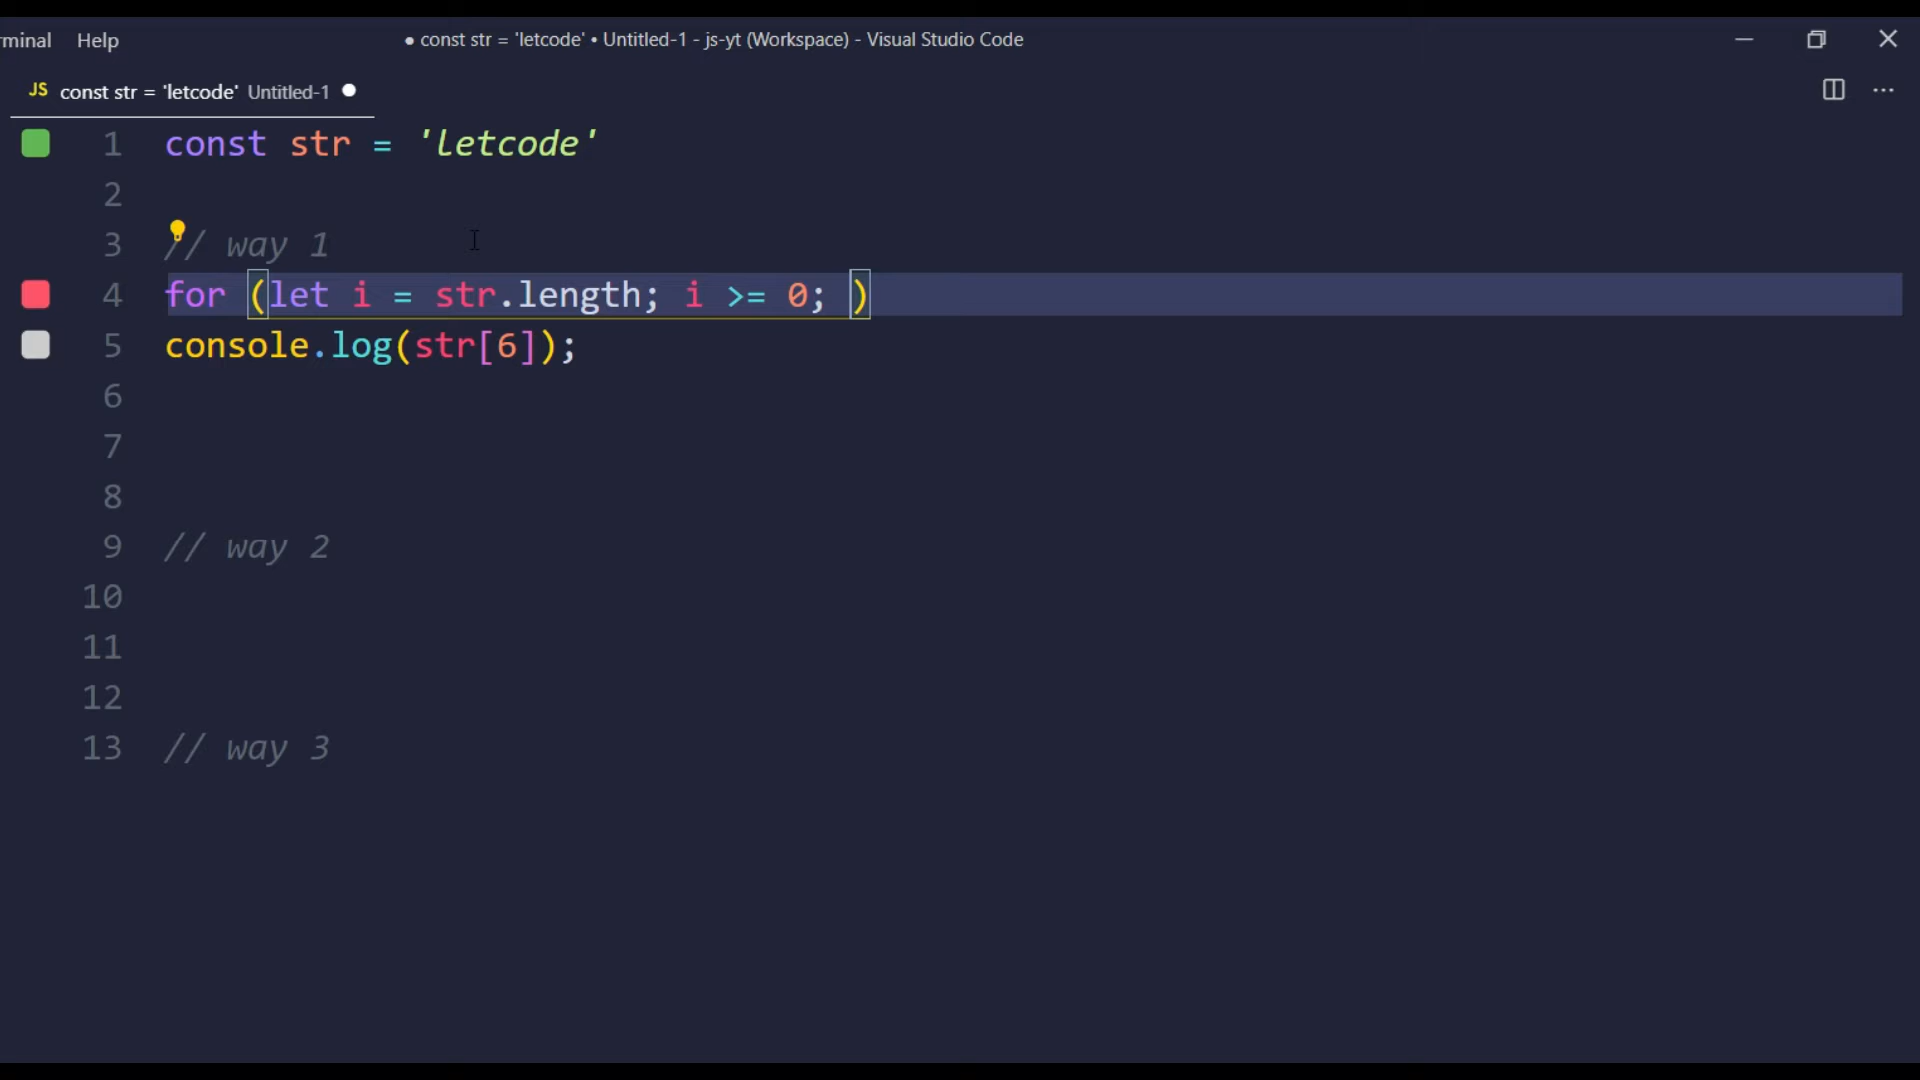 rminal Help ● const str = 'letcode' • Untitled-1 - js-yt (Workspace) - Visual Studio Code
JS const str = 'letcode' Untitled-1 ●
1 const str = 'letcode'
2
3 // way 1
4 for (let i = str.length; i >= 0; )
5 console.log(str[6]);
6
7
8
9 // way 2
10
11
12
13 // way 3